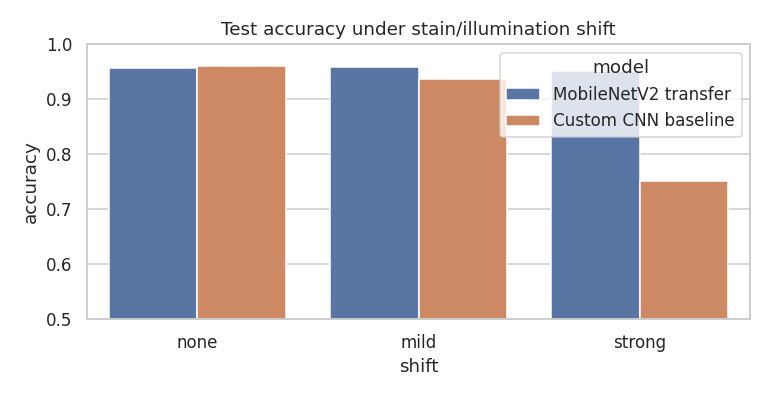 Test accuracy under stain/illumination shift
accuracy
1.0
0.9
0.8
0.7
0.6
0.5
model
MobileNetV2 transfer
Custom CNN baseline
none
mild
strong
shift